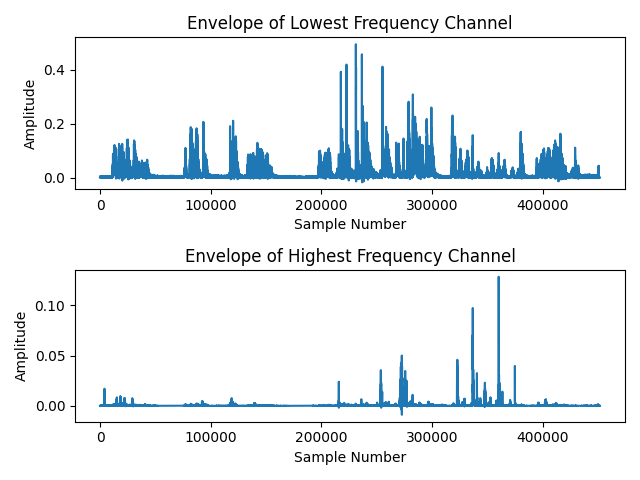 Envelope of Lowest Frequency Channel
0.4
0.2
0.0
Amplitude
0 100000 200000 300000 400000
Sample Number
Envelope of Highest Frequency Channel
0.10
0.05
0.00
Amplitude
0 100000 200000 300000 400000
Sample Number